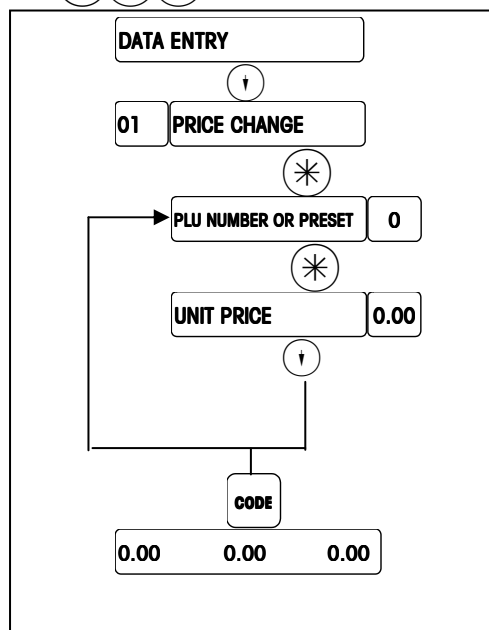 DATA ENTRY
01 PRICE CHANGE
PLU NUMBER OR PRESET 0
UNIT PRICE 0.00
CODE
0.00 0.00 0.00